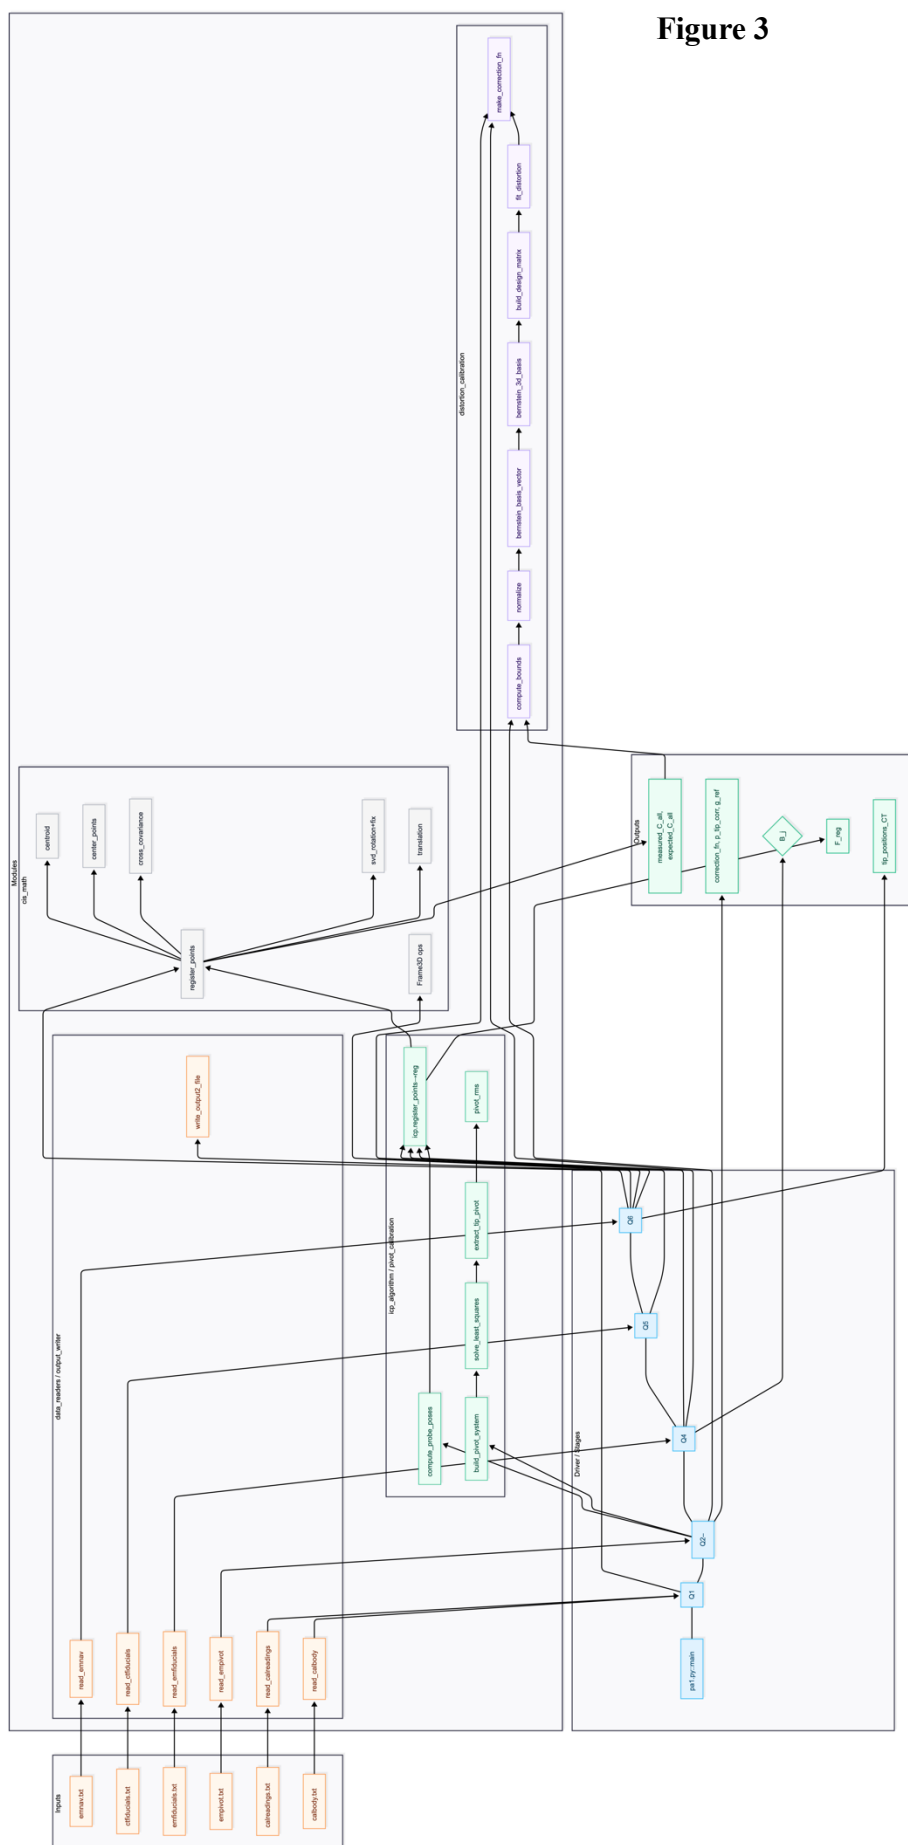 Figure 3
Modules
cis_math
centroid
center_points
cross_covariance
svd_rotation+fix
translation
register_points
Frame3D ops
distortion_calibration
make_correction_fn
fit_distortion
build_design_matrix
bernstein_3d_basis
bernstein_basis_vector
normalize
compute_bounds
Outputs
measured_C_all,
expected_C_all
correction_fn, p_tip_corr, g_ref
B_j
F_reg
tip_positions_CT
data_readers / output_writer
write_output2_file
read_emnav
read_ctfiducials
read_emfiducials
read_empivot
read_calreadings
read_calbody
icp_algorithm / pivot_calibration
icp.register_points→reg
pivot_rms
extract_tip_pivot
solve_least_squares
compute_probe_poses
build_pivot_system
Driver / Stages
Q6
Q5
Q4
Q2–
Q1
pa1.py::main
Inputs
emnav.txt
ctfiducials.txt
emfiducials.txt
empivot.txt
calreadings.txt
calbody.txt